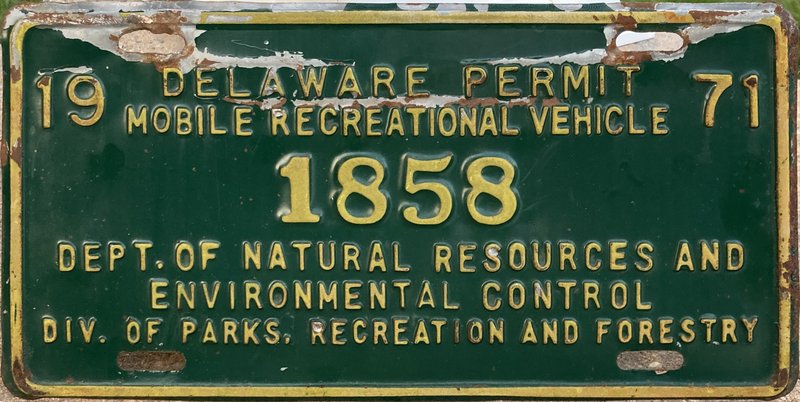 DELAWARE PERMIT
19 MOBILE RECREATIONAL VEHICLE 71
1858
DEPT. OF NATURAL RESOURCES AND
ENVIRONMENTAL CONTROL
DIV. OF PARKS, RECREATION AND FORESTRY